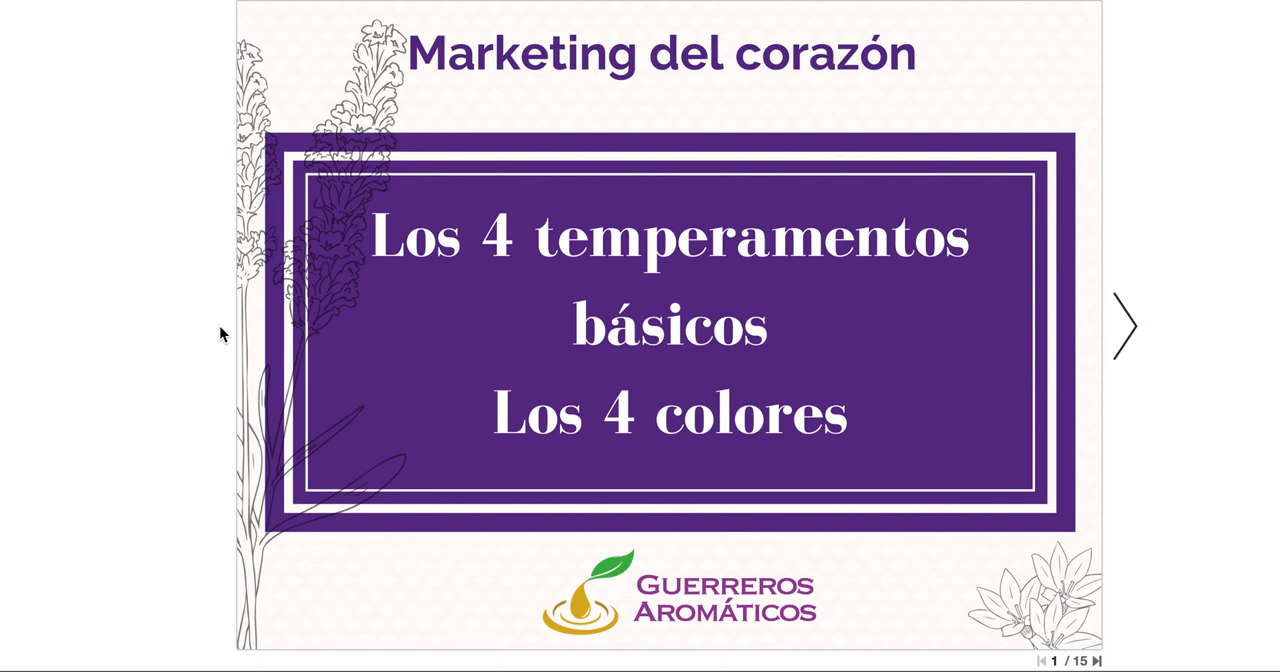 Marketing del corazón
Los 4 temperamentos
básicos
Los 4 colores
GUERREROS
AROMÁTICOS
1 / 15